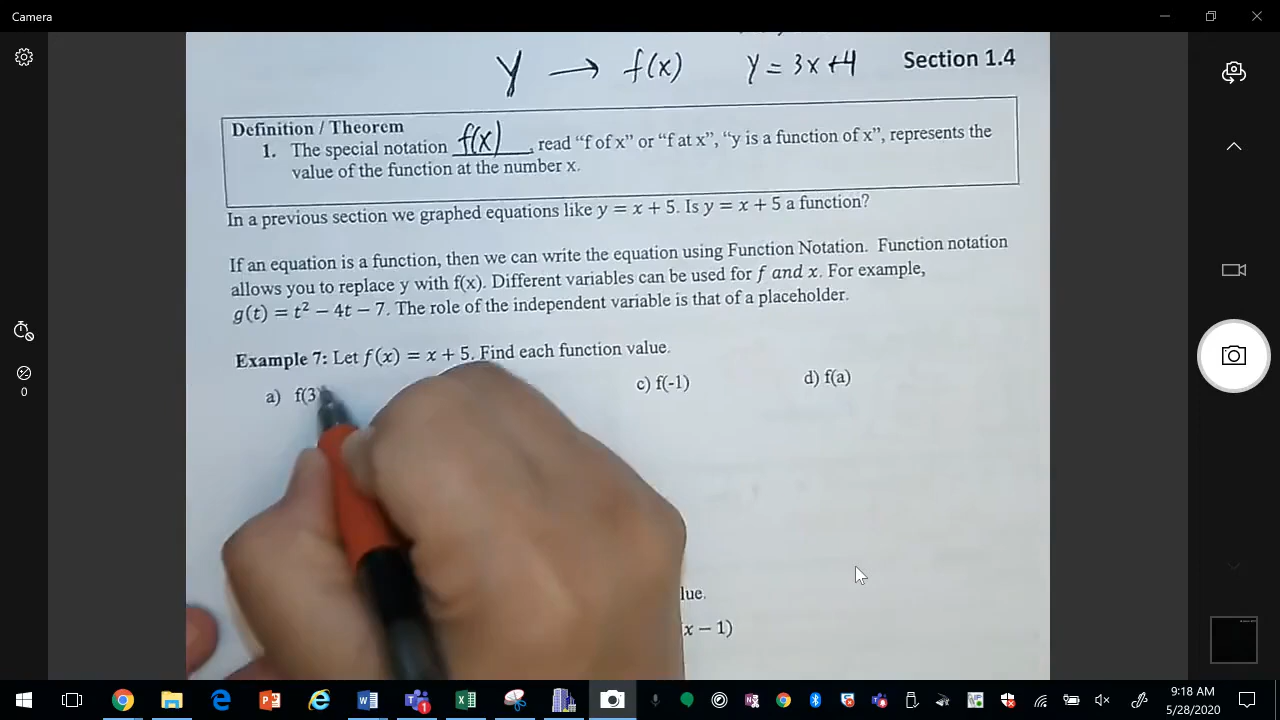 Camera
Y → f(x) y = 3x+4 Section 1.4
Definition / Theorem
1. The special notation f(x), read “f of x” or “f at x”, “y is a function of x”, represents the
value of the function at the number x.
In a previous section we graphed equations like y = x + 5. Is y = x + 5 a function?
If an equation is a function, then we can write the equation using Function Notation. Function notation
allows you to replace y with f(x). Different variables can be used for f and x. For example,
g(t) = t² − 4t − 7. The role of the independent variable is that of a placeholder.
Example 7: Let f(x) = x + 5. Find each function value.
a) f(3) c) f(-1) d) f(a)
lue.
x − 1)
0
1
9:18 AM
5/28/2020